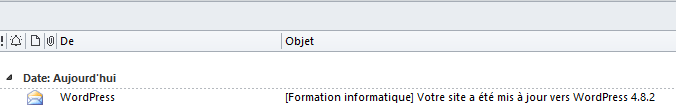 ! De Objet
Date: Aujourd'hui
WordPress [Formation informatique] Votre site a été mis à jour vers WordPress 4.8.2